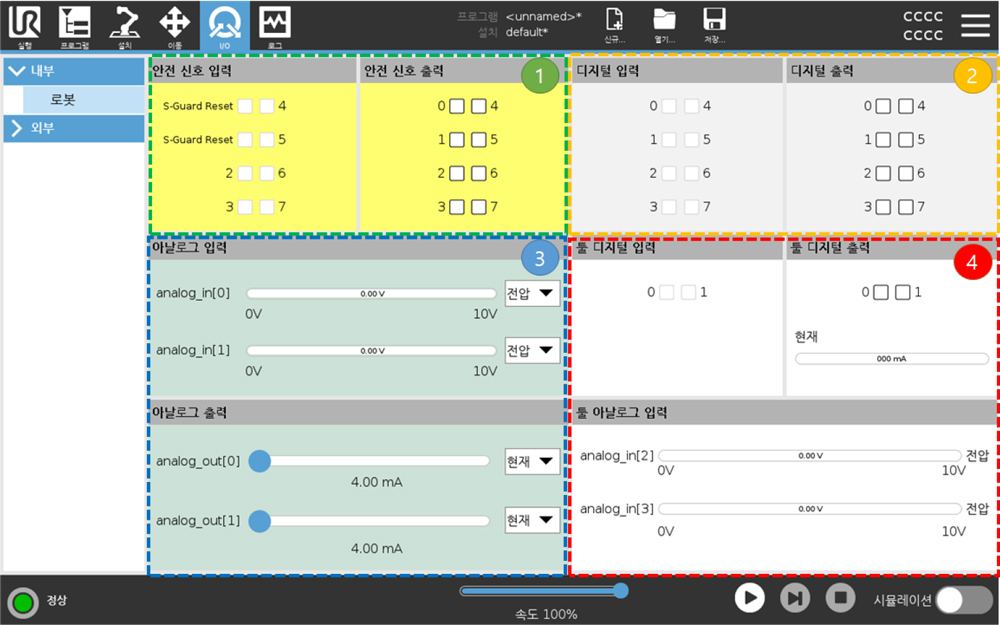 UR
실행
프로그램
설치
이동
I/O
로그
프로그램 <unnamed>*
설치 default*
신규...
열기...
저장...
CCCC
CCCC
내부
로봇
외부
안전 신호 입력
안전 신호 출력
1
S-Guard Reset 4
S-Guard Reset 5
2 6
3 7
0 4
1 5
2 6
3 7
디지털 입력
디지털 출력
2
0 4
1 5
2 6
3 7
0 4
1 5
2 6
3 7
아날로그 입력
3
analog_in[0] 0.00 V 전압
0V 10V
analog_in[1] 0.00 V 전압
0V 10V
아날로그 출력
analog_out[0] 현재
4.00 mA
analog_out[1] 현재
4.00 mA
툴 디지털 입력
툴 디지털 출력
4
0 1
0 1
현재
000 mA
툴 아날로그 입력
analog_in[2] 0.00 V 전압
0V 10V
analog_in[3] 0.00 V 전압
0V 10V
정상
속도 100%
시뮬레이션